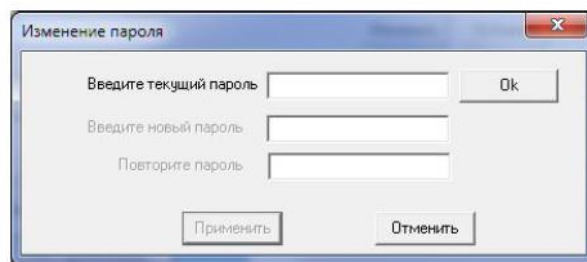 Изменение пароля
Введите текущий пароль Ok
Введите новый пароль
Повторите пароль
Применить Отменить